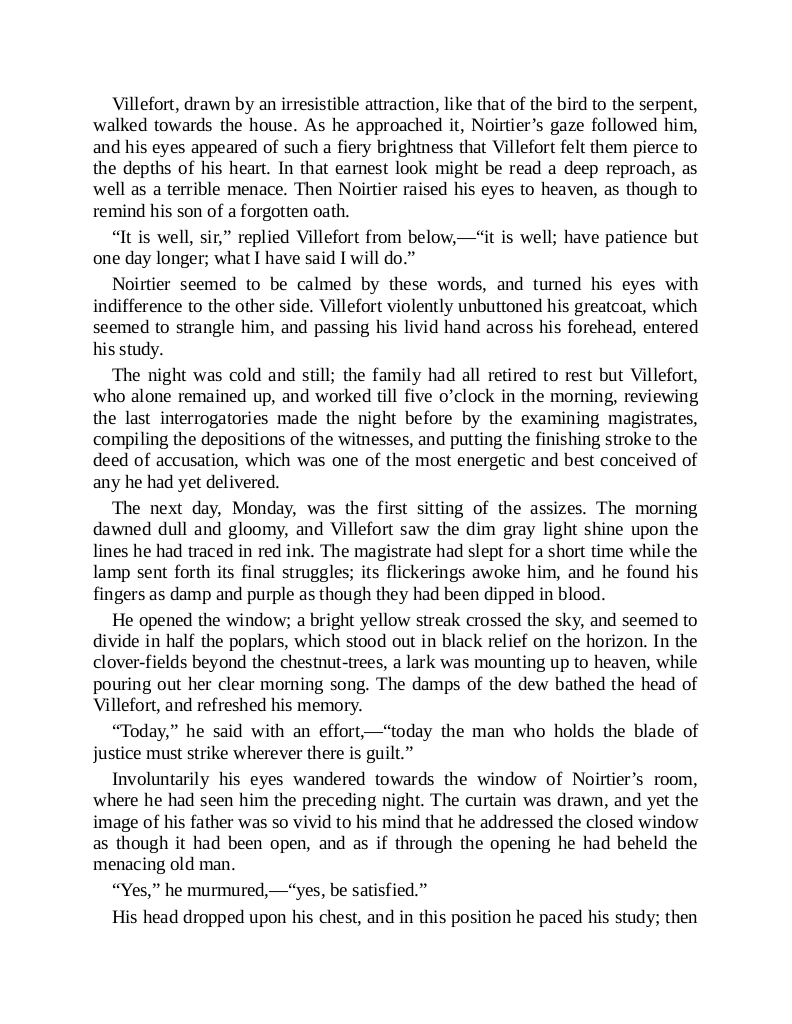 Villefort, drawn by an irresistible attraction, like that of the bird to the serpent,
walked towards the house. As he approached it, Noirtier’s gaze followed him,
and his eyes appeared of such a fiery brightness that Villefort felt them pierce to
the depths of his heart. In that earnest look might be read a deep reproach, as
well as a terrible menace. Then Noirtier raised his eyes to heaven, as though to
remind his son of a forgotten oath.
“It is well, sir,” replied Villefort from below,—“it is well; have patience but
one day longer; what I have said I will do.”
Noirtier seemed to be calmed by these words, and turned his eyes with
indifference to the other side. Villefort violently unbuttoned his greatcoat, which
seemed to strangle him, and passing his livid hand across his forehead, entered
his study.
The night was cold and still; the family had all retired to rest but Villefort,
who alone remained up, and worked till five o’clock in the morning, reviewing
the last interrogatories made the night before by the examining magistrates,
compiling the depositions of the witnesses, and putting the finishing stroke to the
deed of accusation, which was one of the most energetic and best conceived of
any he had yet delivered.
The next day, Monday, was the first sitting of the assizes. The morning
dawned dull and gloomy, and Villefort saw the dim gray light shine upon the
lines he had traced in red ink. The magistrate had slept for a short time while the
lamp sent forth its final struggles; its flickerings awoke him, and he found his
fingers as damp and purple as though they had been dipped in blood.
He opened the window; a bright yellow streak crossed the sky, and seemed to
divide in half the poplars, which stood out in black relief on the horizon. In the
clover-fields beyond the chestnut-trees, a lark was mounting up to heaven, while
pouring out her clear morning song. The damps of the dew bathed the head of
Villefort, and refreshed his memory.
“Today,” he said with an effort,—“today the man who holds the blade of
justice must strike wherever there is guilt.”
Involuntarily his eyes wandered towards the window of Noirtier’s room,
where he had seen him the preceding night. The curtain was drawn, and yet the
image of his father was so vivid to his mind that he addressed the closed window
as though it had been open, and as if through the opening he had beheld the
menacing old man.
“Yes,” he murmured,—“yes, be satisfied.”
His head dropped upon his chest, and in this position he paced his study; then